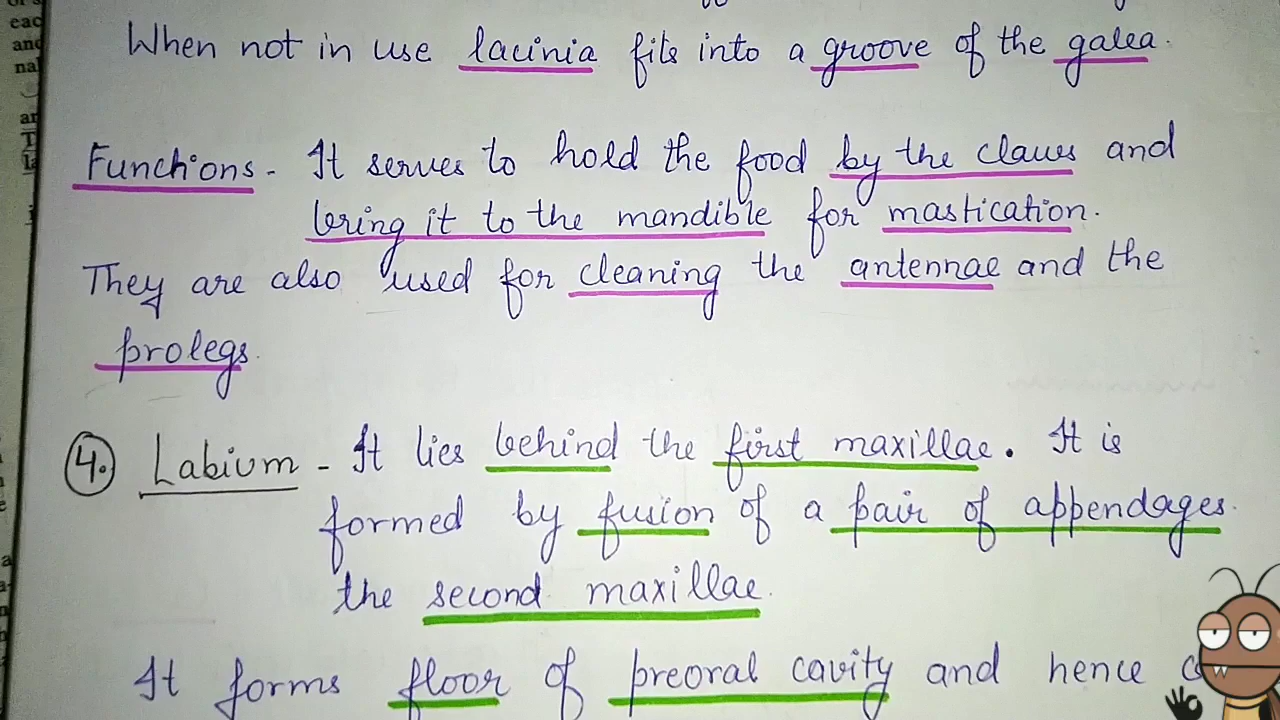 eac
and
na
When not in use lacinia fits into a groove of the galea.
Functions - It serves to hold the food by the claws and
bring it to the mandible for mastication.
They are also used for cleaning the antennae and the
prolegs.
4. Labium - It lies behind the first maxillae. It is
formed by fusion of a pair of appendages.
the second maxillae.
It forms floor of preoral cavity and hence